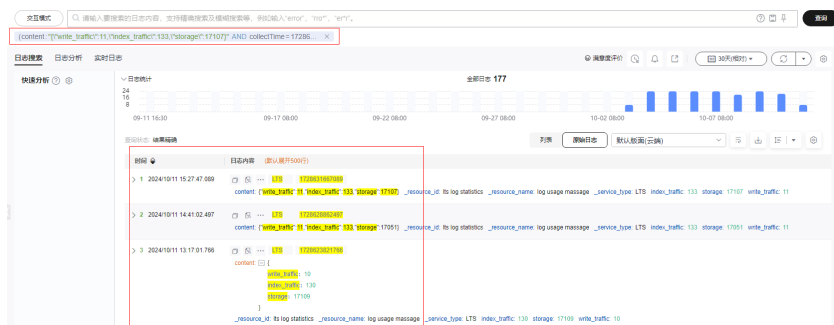 交互模式 请输入要搜索的日志内容，支持精确搜索及模糊搜索等，例如输入"error"、"rro*"、"er*r"。 查询
(content: "{\"write_traffic\":11,\"index_traffic\":133,\"storage\":17107}" AND collectTime = 17286... ×
日志搜索 日志分析 实时日志 满意度评价 30天(相对)
快速分析 日志统计 全部日志 177
24
16
8
09-11 16:30 09-17 08:00 09-22 08:00 09-27 08:00 10-02 08:00 10-07 08:00
查询状态: 结果精确 列表 原始日志 默认版面(云端)
时间 日志内容 (默认展开500行)
1 2024/10/11 15:27:47.089 ... LTS 1728631667089
content: {"write_traffic":11,"index_traffic":133,"storage":17107} _resource_id: lts log statistics _resource_name: log usage massage _service_type: LTS index_traffic: 133 storage: 17107 write_traffic: 11
2 2024/10/11 14:41:02.497 ... LTS 1728628862497
content: {"write_traffic":11,"index_traffic":133,"storage":17051} _resource_id: lts log statistics _resource_name: log usage massage _service_type: LTS index_traffic: 133 storage: 17051 write_traffic: 11
3 2024/10/11 13:17:01.766 ... LTS 1728623821766
content: {
write_traffic: 10
index_traffic: 130
storage: 17109
}
_resource_id: lts log statistics _resource_name: log usage massage _service_type: LTS index_traffic: 130 storage: 17109 write_traffic: 10